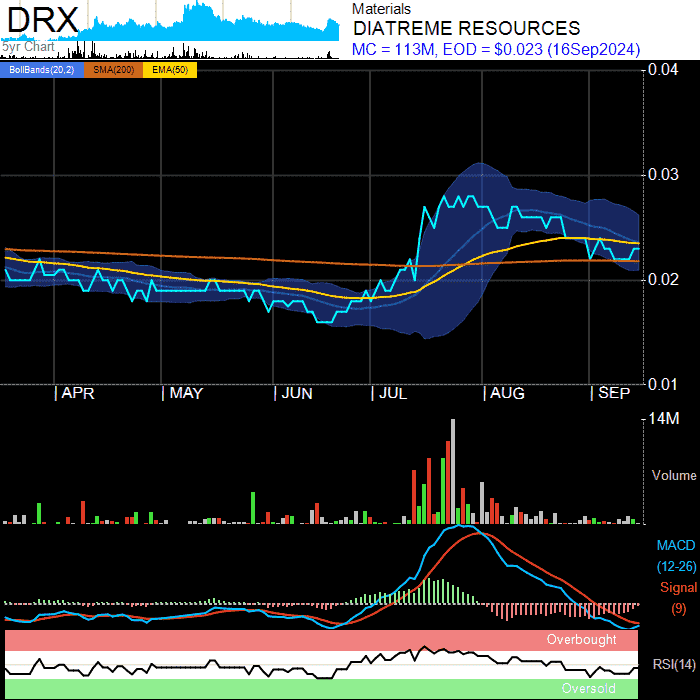 DRX
5yr Chart
Materials
DIATREME RESOURCES
MC = 113M, EOD = $0.023 (16Sep2024)
BollBands(20,2) SMA(200) EMA(50)
0.04
0.03
0.02
0.01
APR MAY JUN JUL AUG SEP
14M
Volume
MACD
(12-26)
Signal
(9)
Overbought
RSI(14)
Oversold